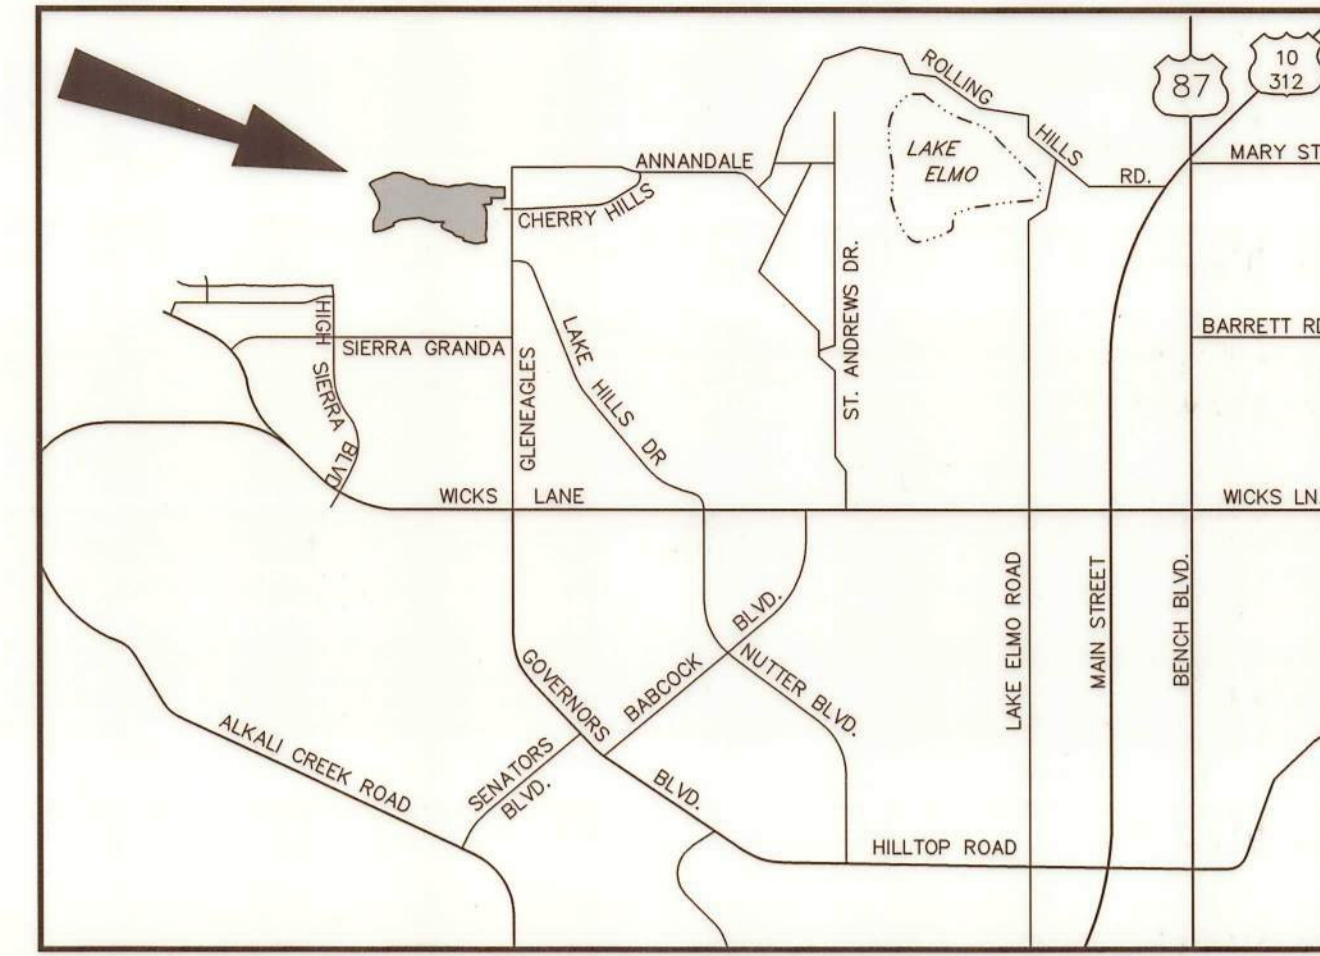 ROLLING
HILLS
RD.
87
10
312
MARY ST
LAKE
ELMO
ANNANDALE
CHERRY HILLS
ST. ANDREWS DR.
BARRETT RD
HIGH SIERRA BLVD
SIERRA GRANDA
GLENEAGLES
LAKE HILLS DR
WICKS LANE
WICKS LN.
LAKE ELMO ROAD
MAIN STREET
BENCH BLVD.
GOVERNORS
BLVD.
BABCOCK
BLVD.
NUTTER BLVD.
SENATORS
BLVD.
ALKALI CREEK ROAD
HILLTOP ROAD